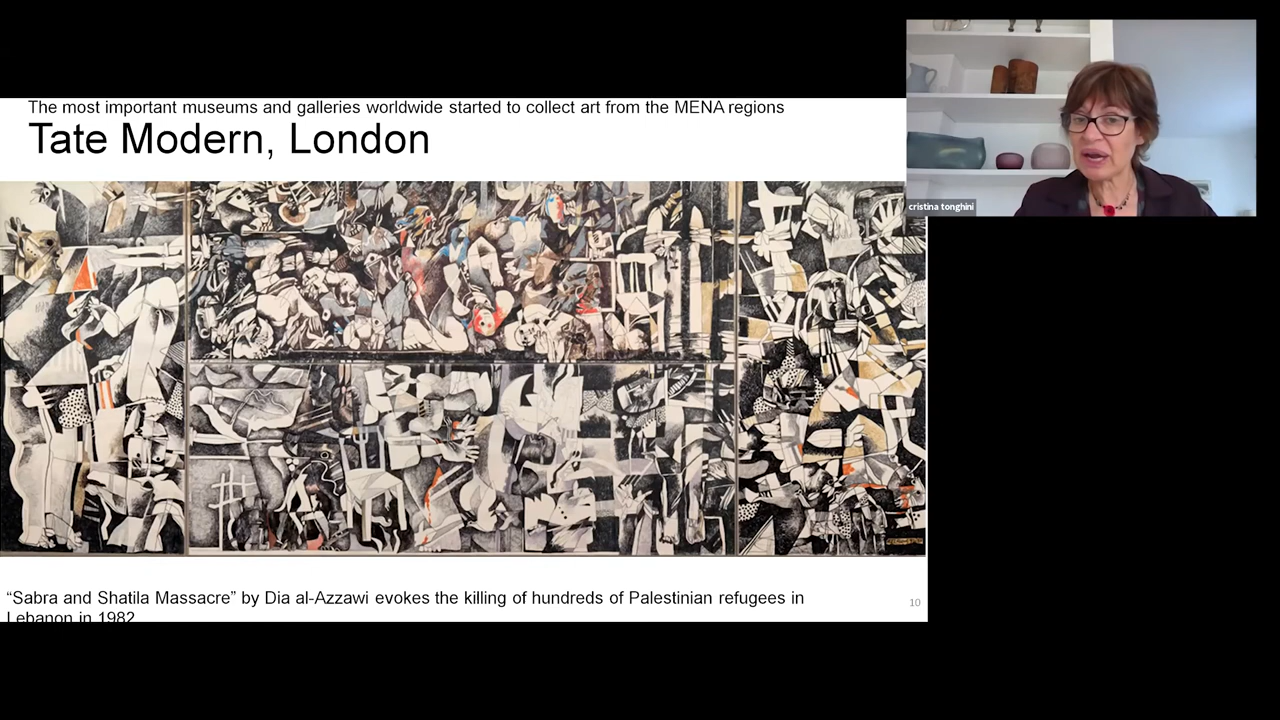 The most important museums and galleries worldwide started to collect art from the MENA regions
Tate Modern, London
cristina tonghini
“Sabra and Shatila Massacre” by Dia al-Azzawi evokes the killing of hundreds of Palestinian refugees in
Lebanon in 1982
10